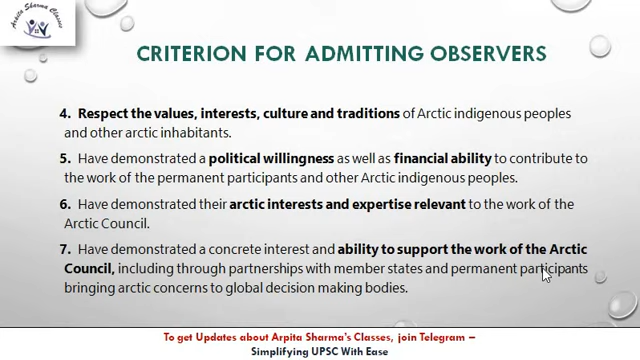 Arpita Sharma Classes
CRITERION FOR ADMITTING OBSERVERS
4. Respect the values, interests, culture and traditions of Arctic indigenous peoples
and other arctic inhabitants.
5. Have demonstrated a political willingness as well as financial ability to contribute to
the work of the permanent participants and other Arctic indigenous peoples.
6. Have demonstrated their arctic interests and expertise relevant to the work of the
Arctic Council.
7. Have demonstrated a concrete interest and ability to support the work of the Arctic
Council, including through partnerships with member states and permanent participants
bringing arctic concerns to global decision making bodies.
To get Updates about Arpita Sharma's Classes, join Telegram –
Simplifying UPSC With Ease